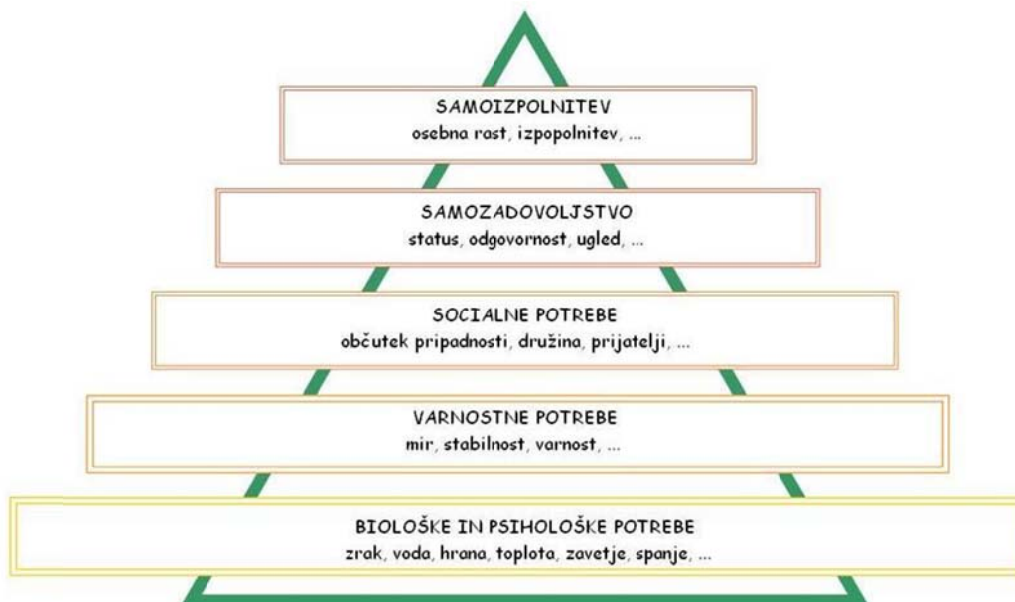 SAMOIZPOLNITEV
osebna rast, izpopolnitev, ...
SAMOZADOVOLJSTVO
status, odgovornost, ugled, ...
SOCIALNE POTREBE
občutek pripadnosti, družina, prijatelji, ...
VARNOSTNE POTREBE
mir, stabilnost, varnost, ...
BIOLOŠKE IN PSIHOLOŠKE POTREBE
zrak, voda, hrana, toplota, zavetje, spanje, ...